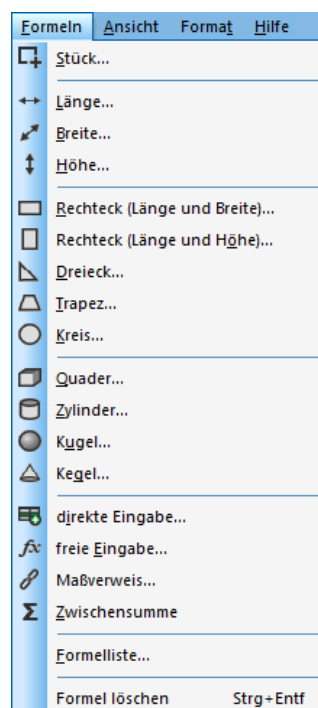 Formeln Ansicht Format Hilfe
Stück...
Länge...
Breite...
Höhe...
Rechteck (Länge und Breite)...
Rechteck (Länge und Höhe)...
Dreieck...
Trapez...
Kreis...
Quader...
Zylinder...
Kugel...
Kegel...
direkte Eingabe...
fx freie Eingabe...
Maßverweis...
Σ Zwischensumme
Formelliste...
Formel löschen Strg+Entf